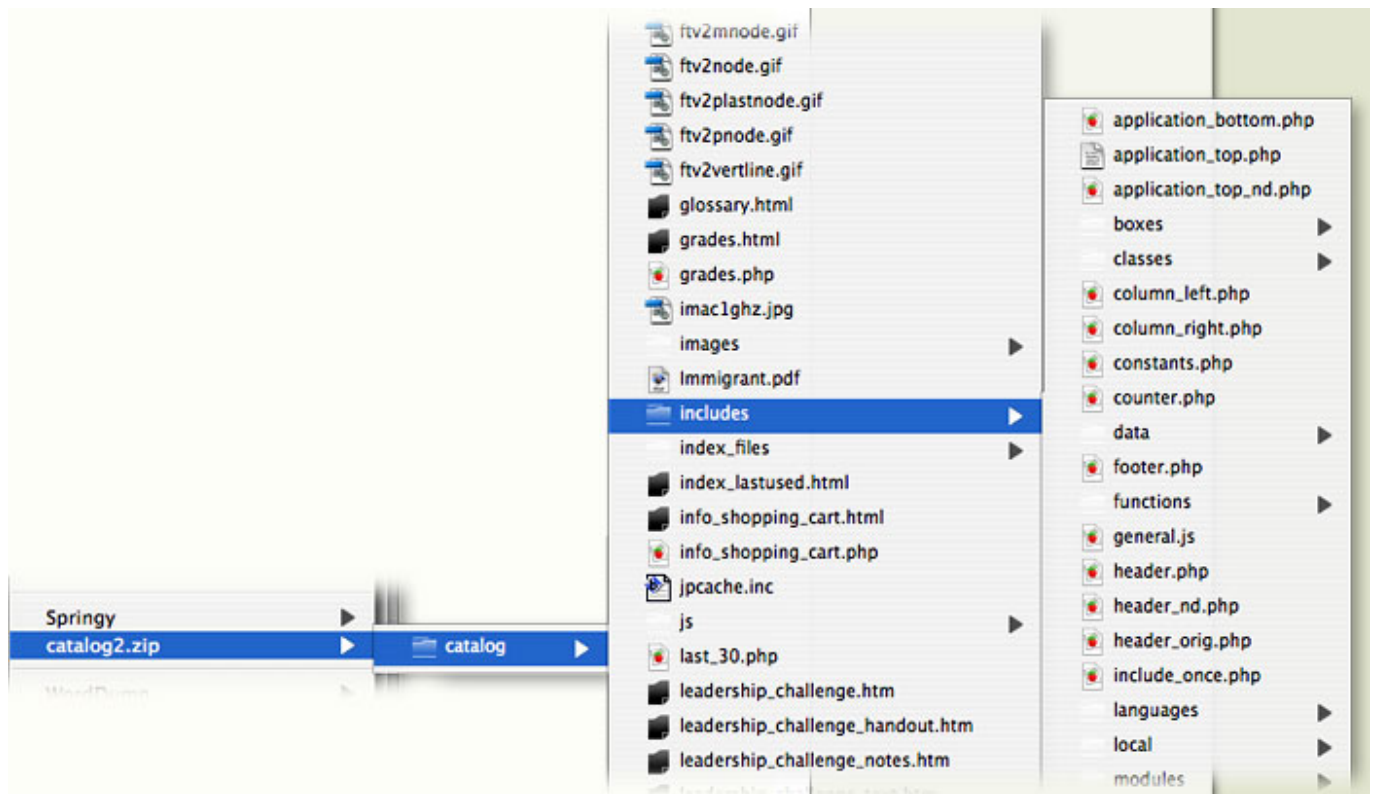 Springy
catalog2.zip
WordDump
catalog
ftv2mnode.gif
ftv2node.gif
ftv2plastnode.gif
ftv2pnode.gif
ftv2vertline.gif
glossary.html
grades.html
grades.php
imac1ghz.jpg
images
Immigrant.pdf
includes
index_files
index_lastused.html
info_shopping_cart.html
info_shopping_cart.php
jpcache.inc
js
last_30.php
leadership_challenge.htm
leadership_challenge_handout.htm
leadership_challenge_notes.htm
application_bottom.php
application_top.php
application_top_nd.php
boxes
classes
column_left.php
column_right.php
constants.php
counter.php
data
footer.php
functions
general.js
header.php
header_nd.php
header_orig.php
include_once.php
languages
local
modules